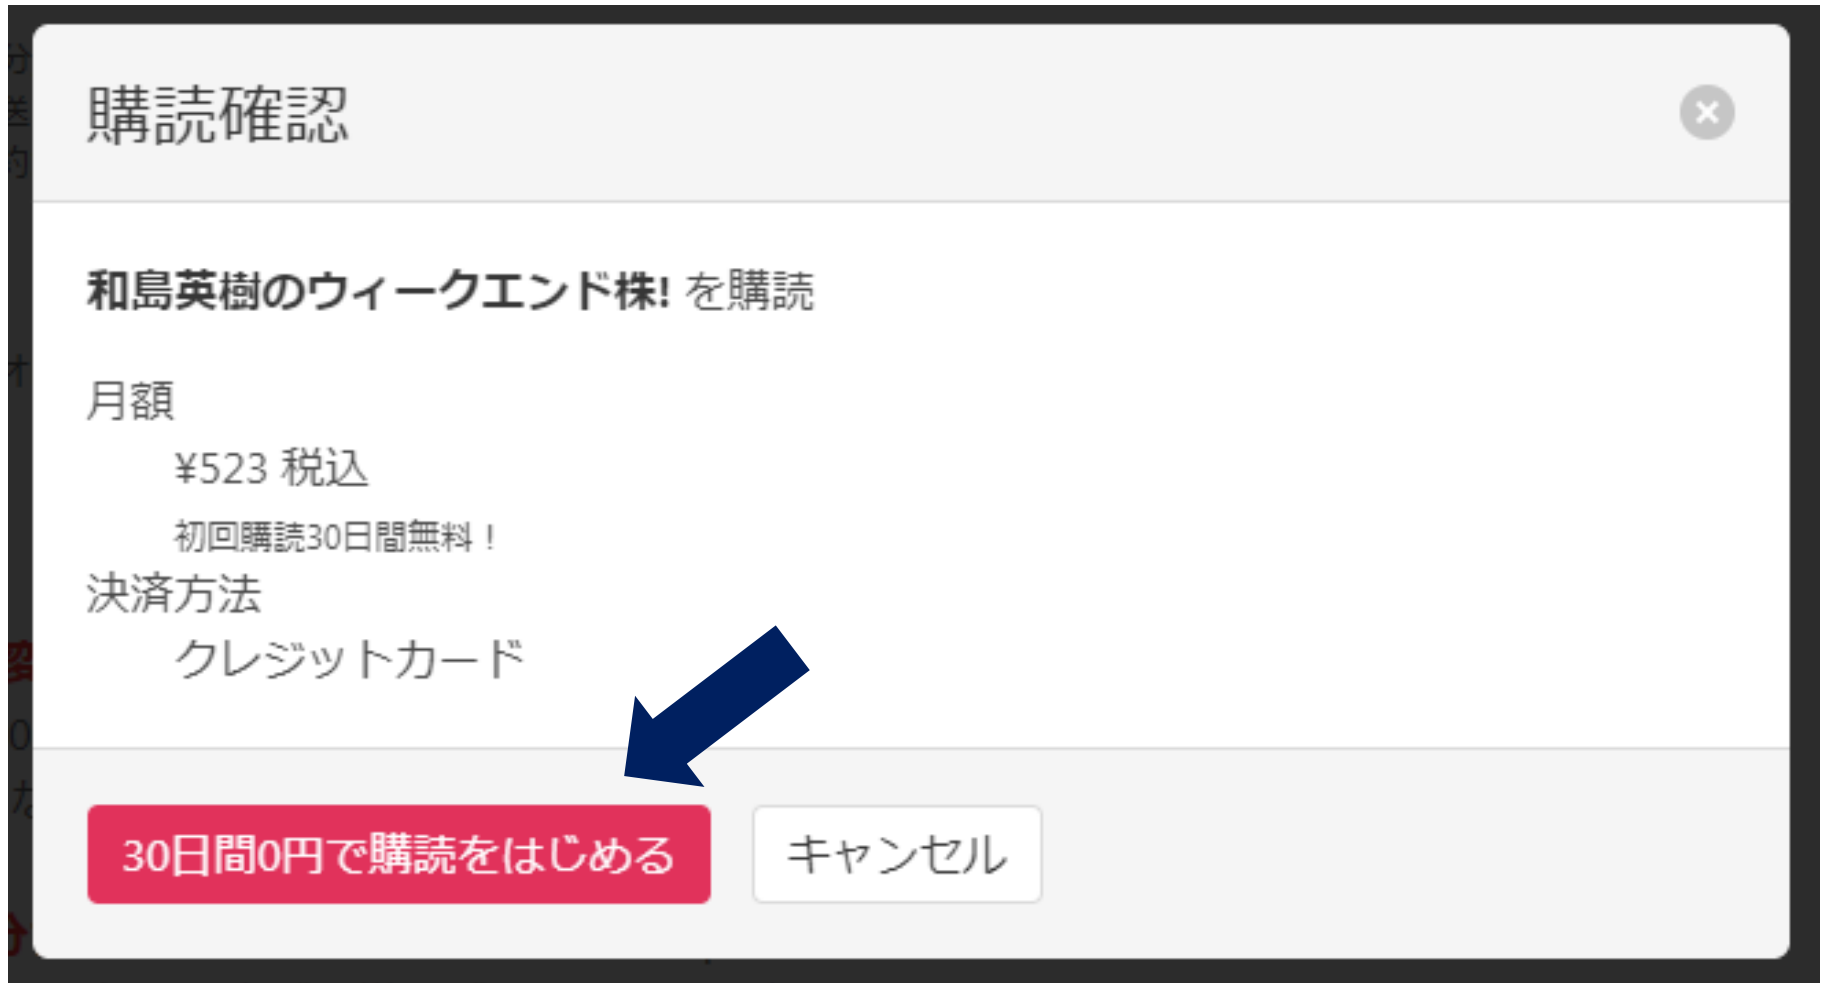 購読確認
和島英樹のウィークエンド株! を購読
月額
¥523 税込
初回購読30日間無料！
決済方法
クレジットカード
30日間0円で購読をはじめる
キャンセル